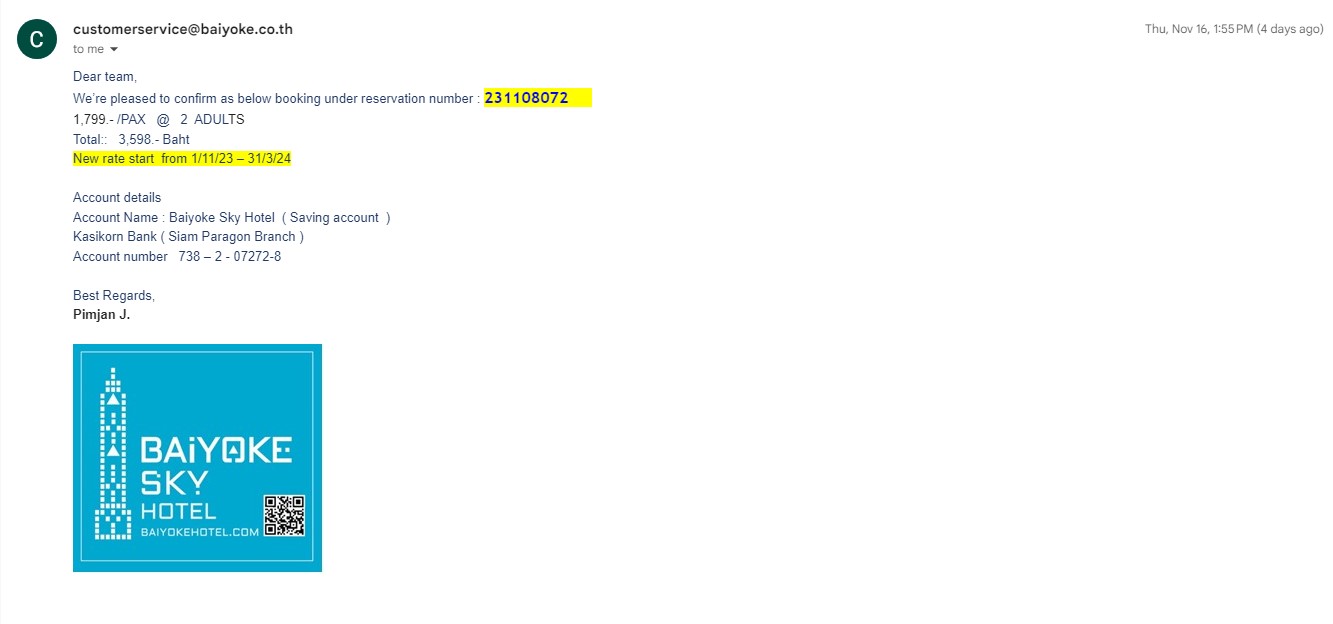 C
customerservice@baiyoke.co.th
Thu, Nov 16, 1:55 PM (4 days ago)
to me
Dear team,
We're pleased to confirm as below booking under reservation number : 231108072
1,799.- /PAX @ 2 ADULTS
Total:: 3,598.- Baht
New rate start from 1/11/23 – 31/3/24
Account details
Account Name : Baiyoke Sky Hotel ( Saving account )
Kasikorn Bank ( Siam Paragon Branch )
Account number 738 – 2 - 07272-8
Best Regards,
Pimjan J.
BAiYOKE
SKY
HOTEL
BAIYOKEHOTEL.COM